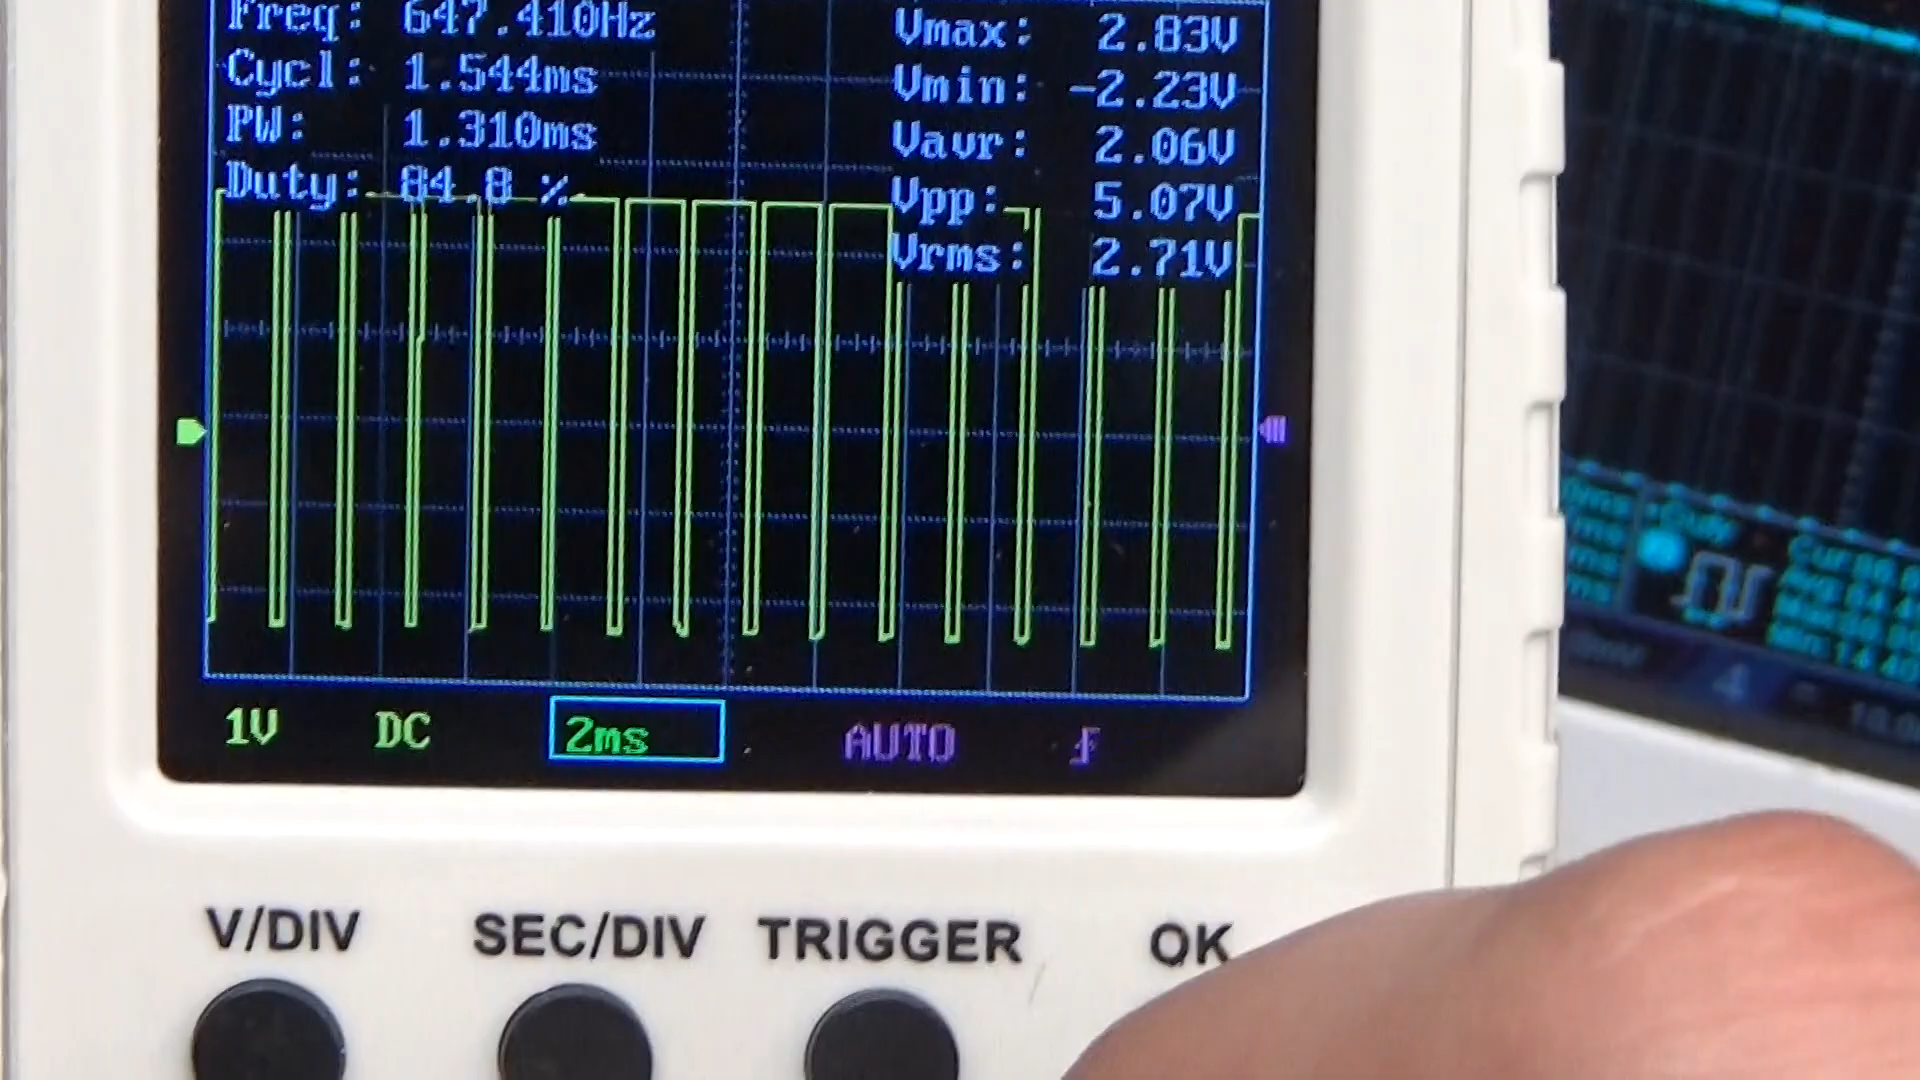 Freq: 647.410Hz
Cycl: 1.544ms
PW: 1.310ms
Duty: 84.8 %
Vmax: 2.83V
Vmin: -2.23V
Vavr: 2.06V
Vpp: 5.07V
Vrms: 2.71V
1V DC 2ms AUTO
V/DIV SEC/DIV TRIGGER OK